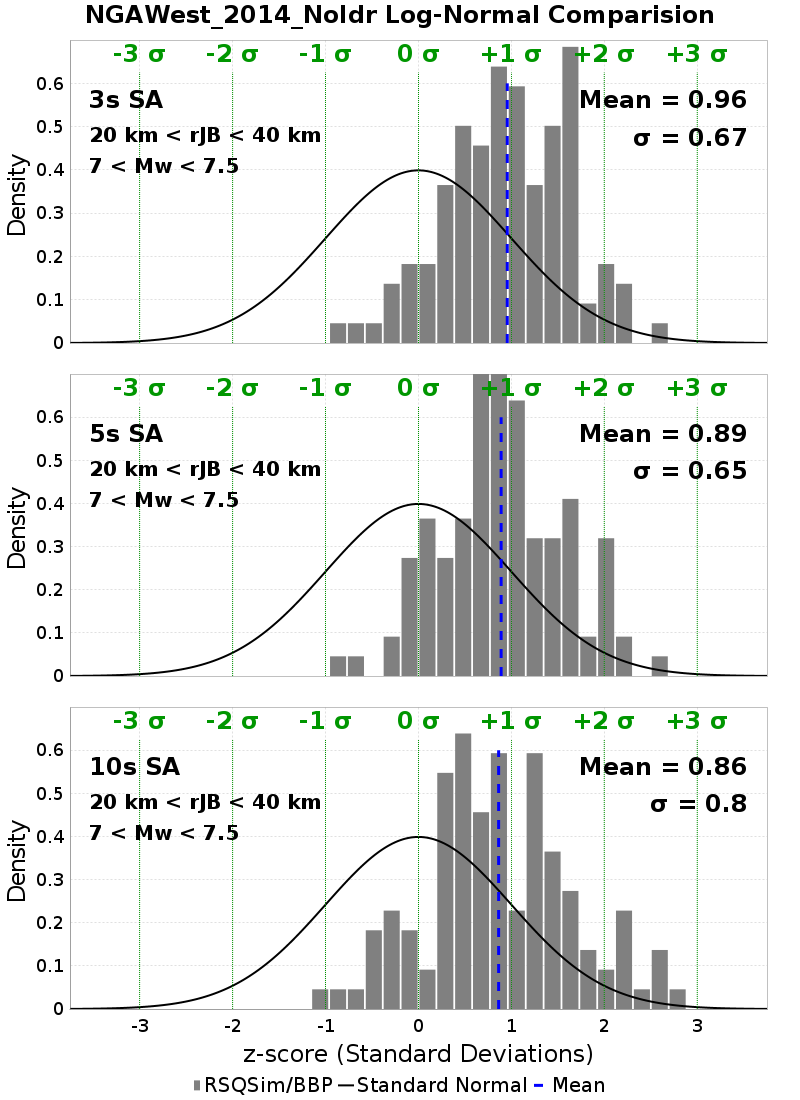 NGAWest_2014_NoIdr Log-Normal Comparision
-3 σ -2 σ -1 σ 0 σ +1 σ +2 σ +3 σ
3s SA
Mean = 0.96
20 km < rJB < 40 km
σ = 0.67
7 < Mw < 7.5
Density
0.6
0.5
0.4
0.3
0.2
0.1
0
-3 σ -2 σ -1 σ 0 σ +1 σ +2 σ +3 σ
5s SA
Mean = 0.89
20 km < rJB < 40 km
σ = 0.65
7 < Mw < 7.5
Density
0.6
0.5
0.4
0.3
0.2
0.1
0
-3 σ -2 σ -1 σ 0 σ +1 σ +2 σ +3 σ
10s SA
Mean = 0.86
20 km < rJB < 40 km
σ = 0.8
7 < Mw < 7.5
Density
0.6
0.5
0.4
0.3
0.2
0.1
0
-3 -2 -1 0 1 2 3
z-score (Standard Deviations)
RSQSim/BBP Standard Normal Mean